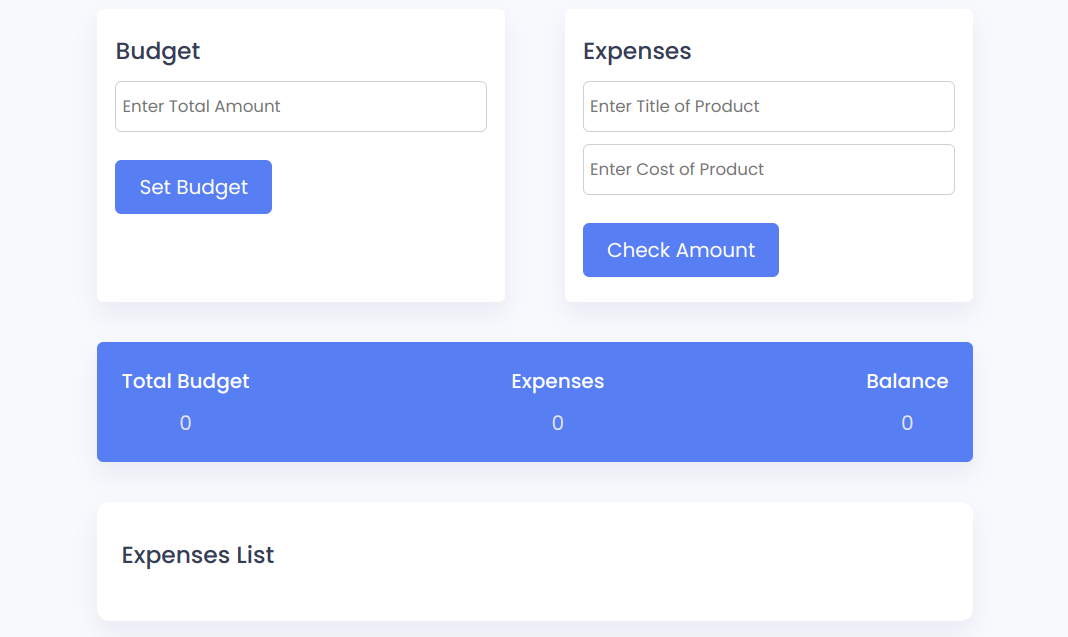 Budget
Enter Total Amount
Set Budget
Expenses
Enter Title of Product
Enter Cost of Product
Check Amount
Total Budget Expenses Balance
0 0 0
Expenses List